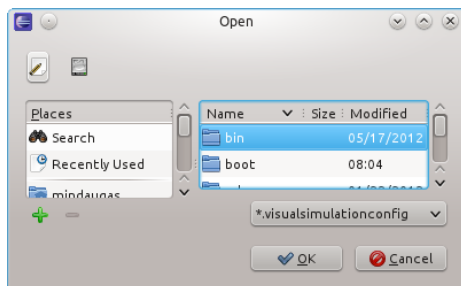 Open
Places
Name Size Modified
Search
bin 05/17/2012
Recently Used
boot 08:04
mindaugas
*.visualsimulationconfig
OK Cancel